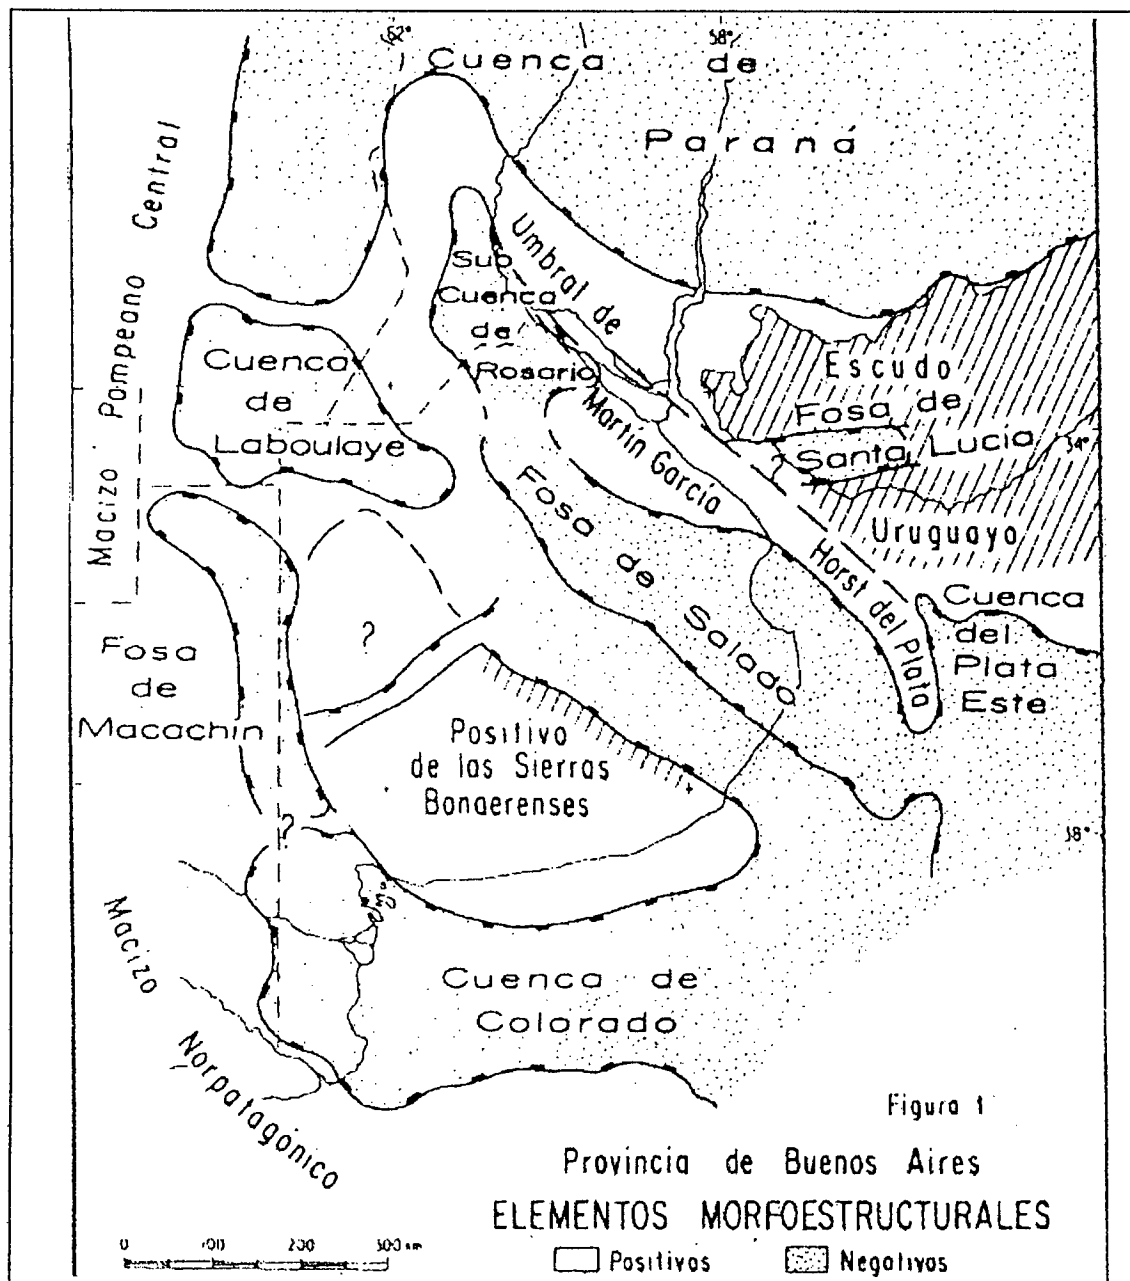 62°
58°
Cuenca de
Paraná
Macizo Pompeano Central
Umbral de
Martín García
Sub
Cuenca
de
Rosario
Cuenca
de
Laboulaye
Escudo
Fosa de
Santa Lucía
34°
Uruguayo
Fosa de Salado
Horst del Plata
Cuenca
del
Plata
Este
?
Fosa
de
Macachin
Positivo
de las Sierras
Bonaerenses
?
38°
Macizo
Norpatagónico
Cuenca de
Colorado
Figura 1
Provincia de Buenos Aires
ELEMENTOS MORFOESTRUCTURALES
0 100 200 300 km
Positivos Negativos